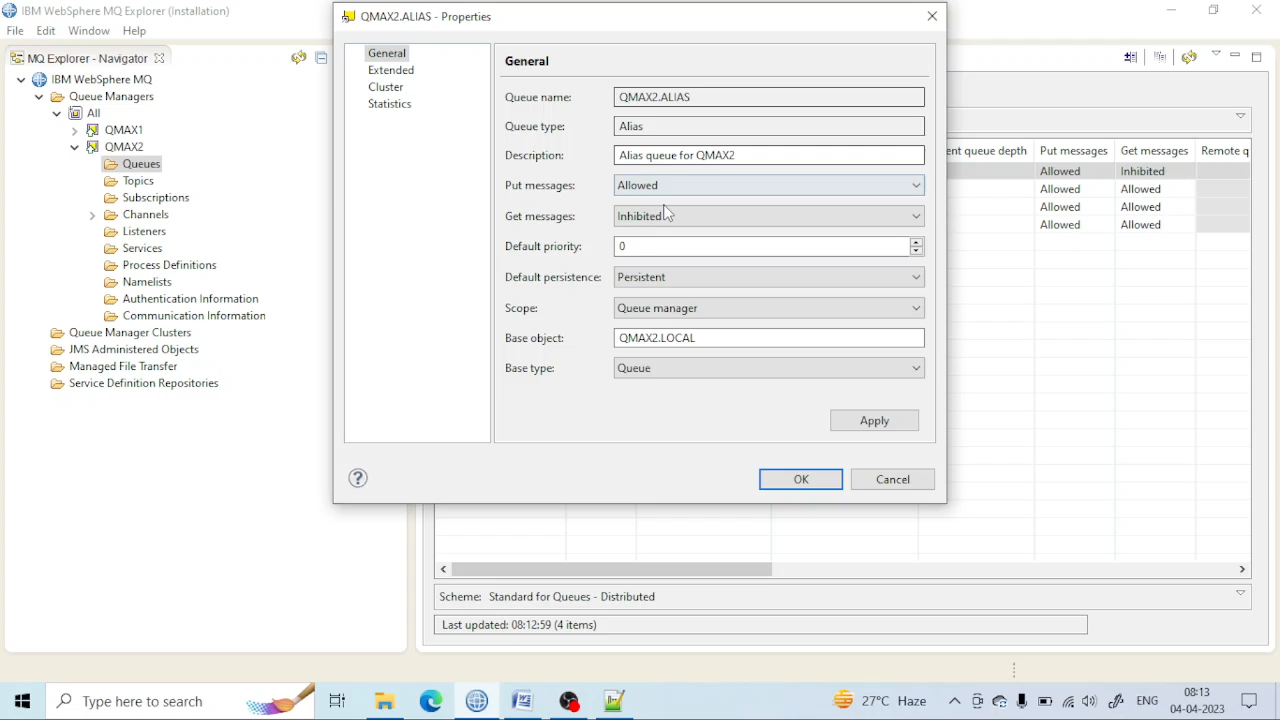 IBM WebSphere MQ Explorer (Installation)
File Edit Window Help
MQ Explorer - Navigator
IBM WebSphere MQ
Queue Managers
All
QMAX1
QMAX2
Queues
Topics
Subscriptions
Channels
Listeners
Services
Process Definitions
Namelists
Authentication Information
Communication Information
Queue Manager Clusters
JMS Administered Objects
Managed File Transfer
Service Definition Repositories
QMAX2.ALIAS - Properties
General
Extended
Cluster
Statistics
General
Queue name: QMAX2.ALIAS
Queue type: Alias
Description: Alias queue for QMAX2
Put messages: Allowed
Get messages: Inhibited
Default priority: 0
Default persistence: Persistent
Scope: Queue manager
Base object: QMAX2.LOCAL
Base type: Queue
Apply
? OK Cancel
ent queue depth Put messages Get messages Remote q
Allowed Inhibited
Allowed Allowed
Allowed Allowed
Allowed Allowed
Scheme: Standard for Queues - Distributed
Last updated: 08:12:59 (4 items)
Type here to search
27°C Haze
ENG
08:13
04-04-2023